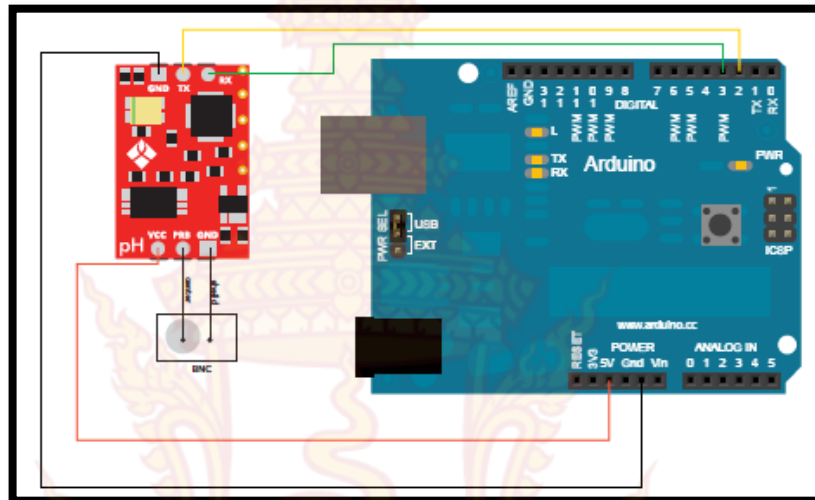 GND TX RX
pH
VCC PRB GND
center
shield
BNC
AREF
GND
13
12
11
10
9
8
7
6
5
4
3
2
1
0
PWM
PWM
PWM
PWM
PWM
PWM
TX
RX
DIGITAL
L
TX
RX
Arduino
PWR
1
ICSP
PWR SEL
USB
EXT
www.arduino.cc
POWER
ANALOG IN
RESET
3V3
5V Gnd Vin
0 1 2 3 4 5